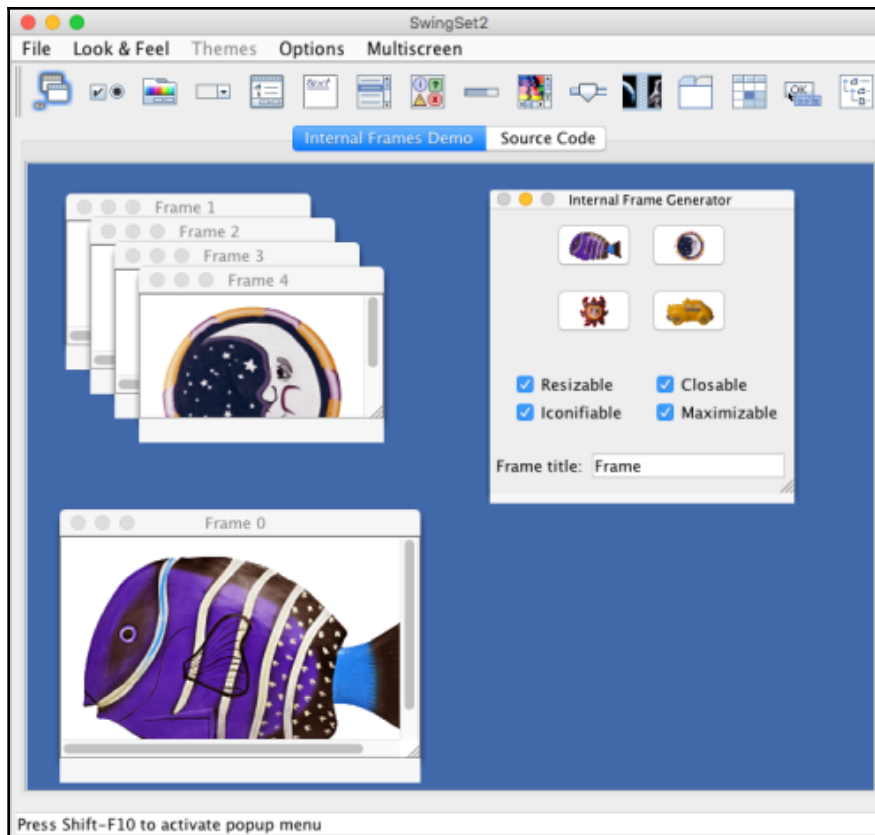 SwingSet2
File Look & Feel Themes Options Multiscreen
text
OK
Internal Frames Demo Source Code
Frame 1
Frame 2
Frame 3
Frame 4
Internal Frame Generator
Resizable Closable
Iconifiable Maximizable
Frame title: Frame
Frame 0
Press Shift-F10 to activate popup menu